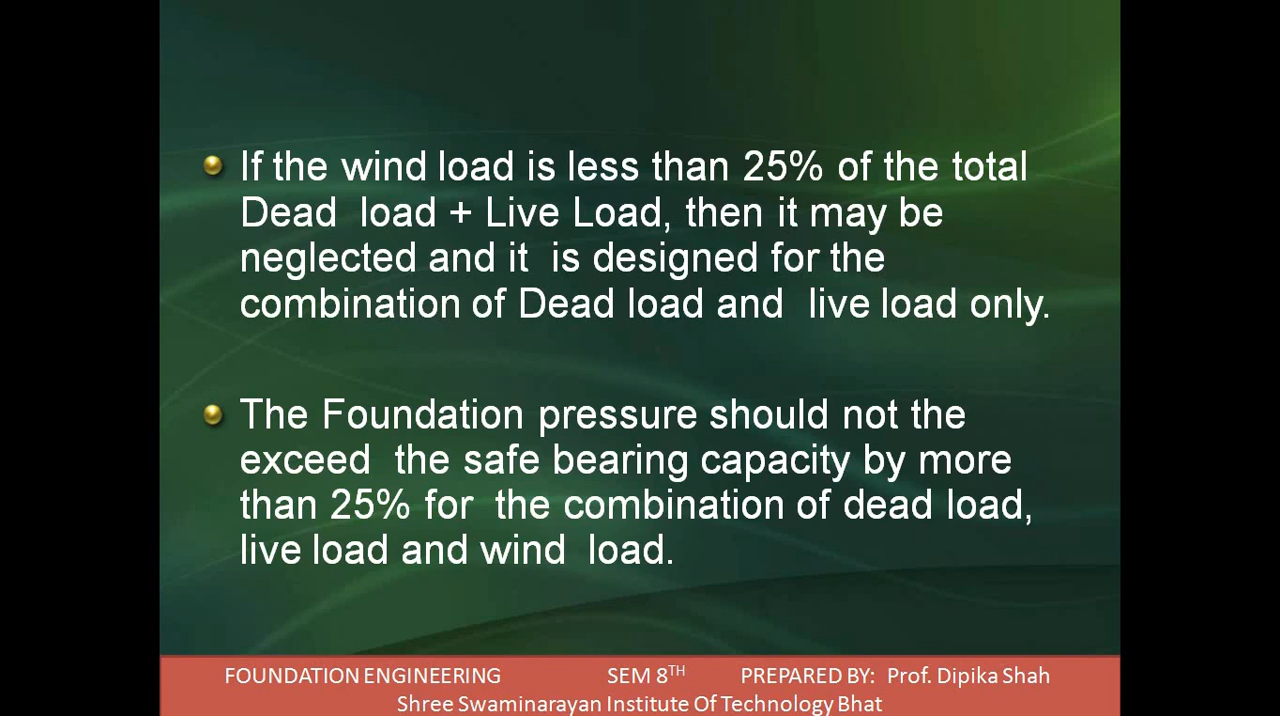 If the wind load is less than 25% of the total
Dead load + Live Load, then it may be
neglected and it is designed for the
combination of Dead load and live load only.
The Foundation pressure should not the
exceed the safe bearing capacity by more
than 25% for the combination of dead load,
live load and wind load.
FOUNDATION ENGINEERING SEM 8TH PREPARED BY: Prof. Dipika Shah
Shree Swaminarayan Institute Of Technology Bhat